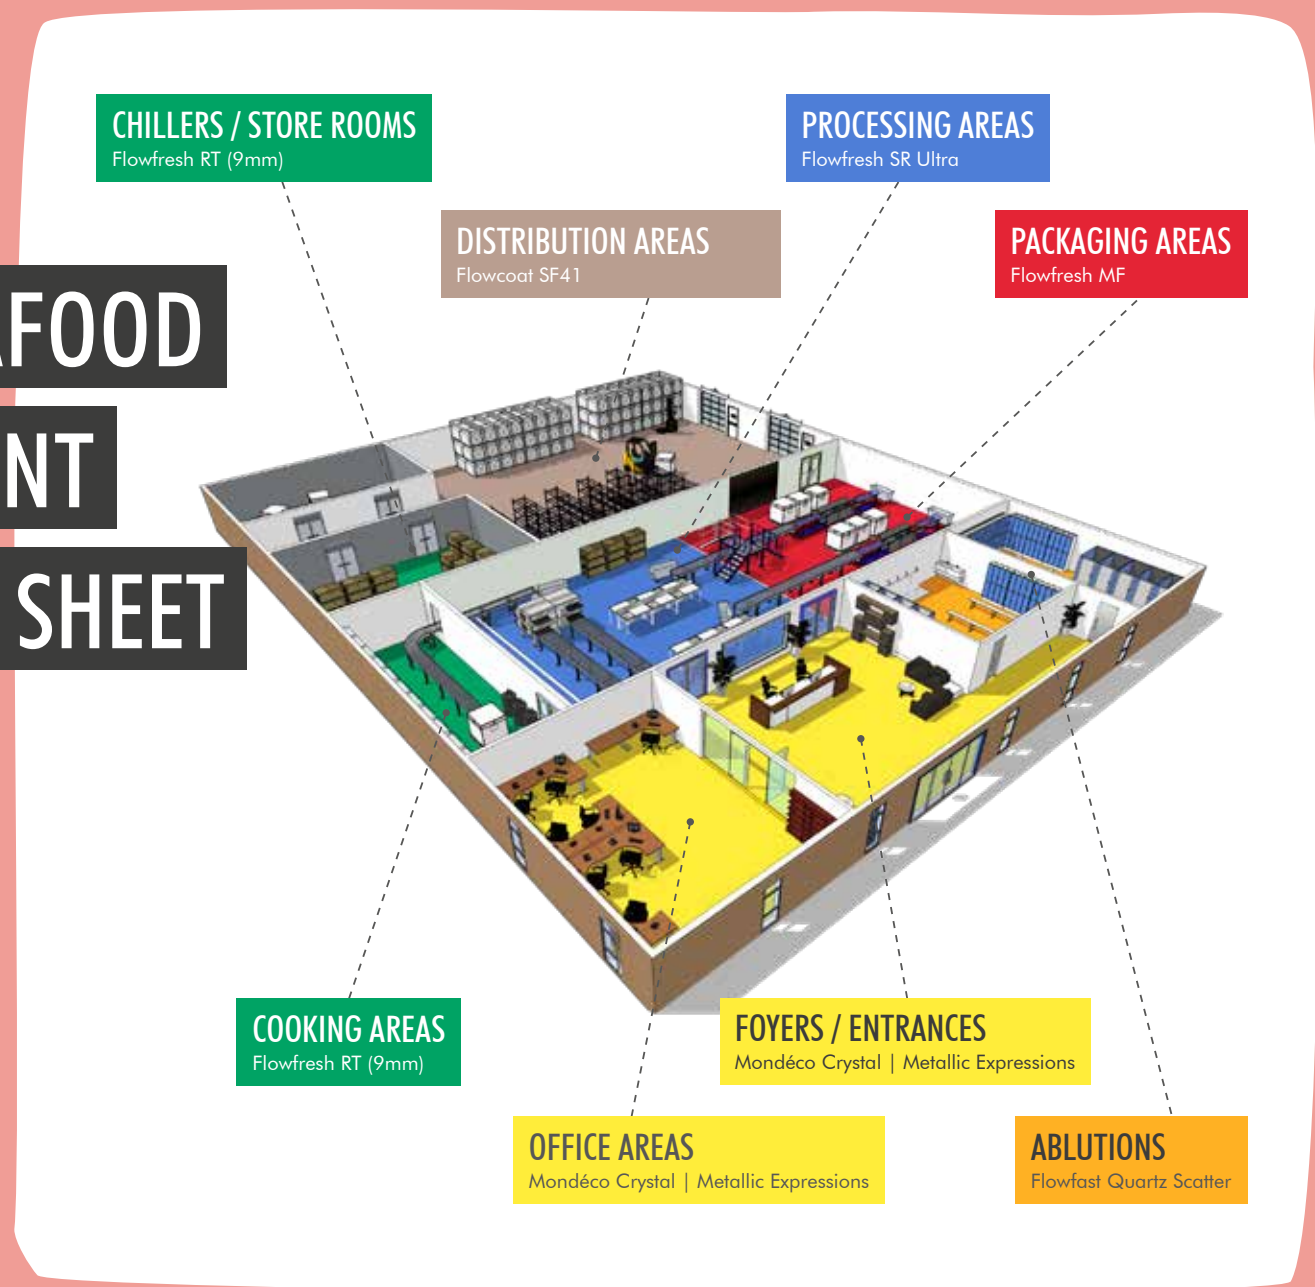 CHILLERS / STORE ROOMS
Flowfresh RT (9mm)
PROCESSING AREAS
Flowfresh SR Ultra
DISTRIBUTION AREAS
Flowcoat SF41
PACKAGING AREAS
Flowfresh MF
FOOD
NT
SHEET
COOKING AREAS
Flowfresh RT (9mm)
FOYERS / ENTRANCES
Mondéco Crystal | Metallic Expressions
OFFICE AREAS
Mondéco Crystal | Metallic Expressions
ABLUTIONS
Flowfast Quartz Scatter